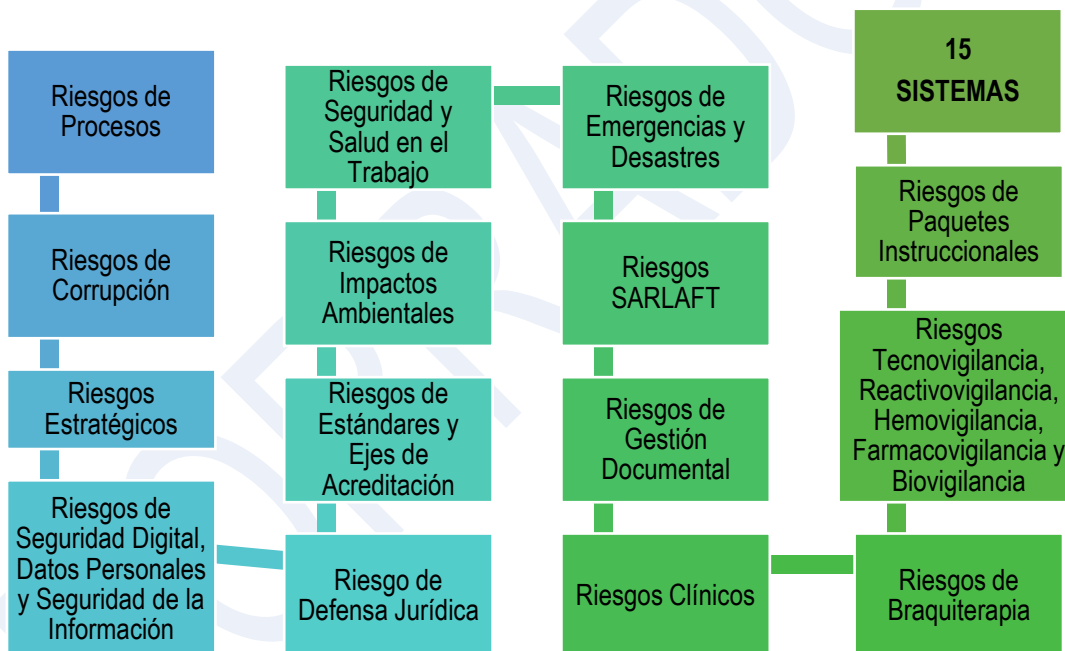 Riesgos de
Procesos
Riesgos de
Corrupción
Riesgos
Estratégicos
Riesgos de
Seguridad Digital,
Datos Personales
y Seguridad de la
Información
Riesgo de
Defensa Jurídica
Riesgos de
Estándares y
Ejes de
Acreditación
Riesgos de
Impactos
Ambientales
Riesgos de
Seguridad y
Salud en el
Trabajo
Riesgos de
Emergencias y
Desastres
Riesgos
SARLAFT
Riesgos de
Gestión
Documental
Riesgos Clínicos
Riesgos de
Braquiterapia
Riesgos
Tecnovigilancia,
Reactivovigilancia,
Hemovigilancia,
Farmacovigilancia y
Biovigilancia
Riesgos de
Paquetes
Instruccionales
15
SISTEMAS